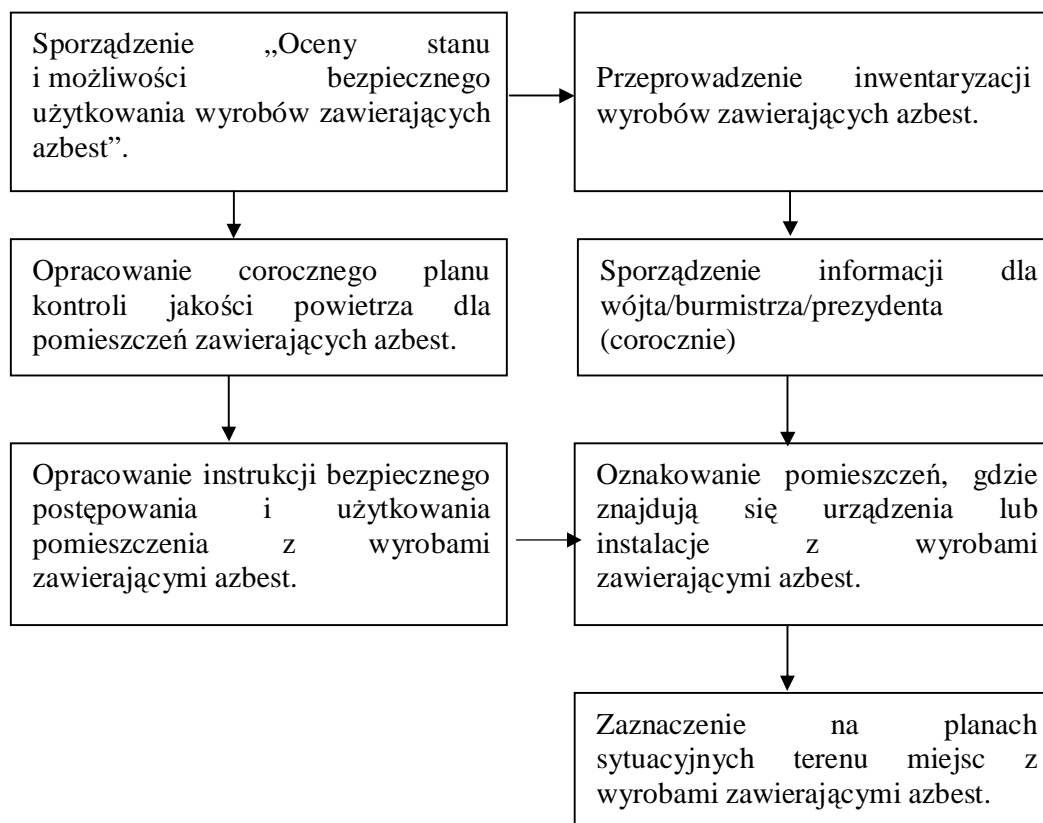 Sporządzenie „Oceny stanu
i możliwości bezpiecznego
użytkowania wyrobów zawierających
azbest”.
Przeprowadzenie inwentaryzacji
wyrobów zawierających azbest.
Opracowanie corocznego planu
kontroli jakości powietrza dla
pomieszczeń zawierających azbest.
Sporządzenie informacji dla
wójta/burmistrza/prezydenta
(corocznie)
Opracowanie instrukcji bezpiecznego
postępowania i użytkowania
pomieszczenia z wyrobami
zawierającymi azbest.
Oznakowanie pomieszczeń, gdzie
znajdują się urządzenia lub
instalacje z wyrobami
zawierającymi azbest.
Zaznaczenie na planach
sytuacyjnych terenu miejsc z
wyrobami zawierającymi azbest.